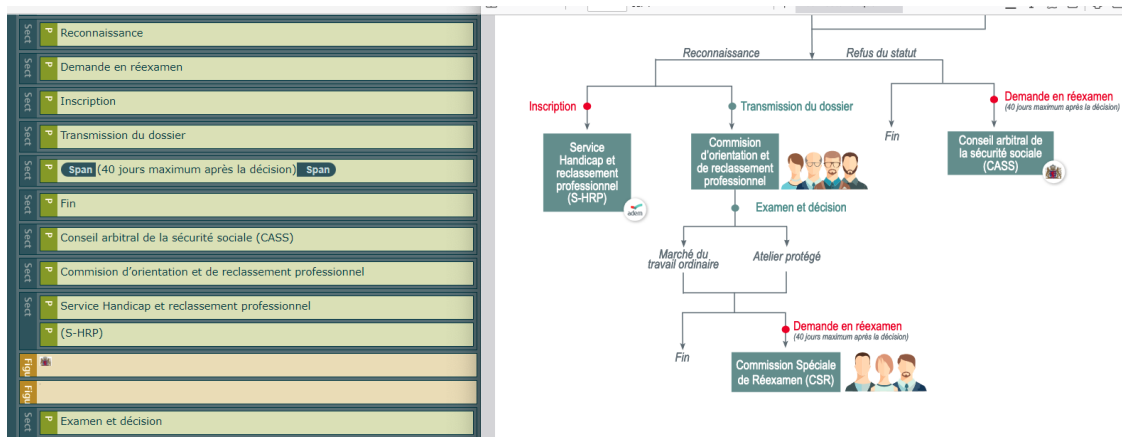 Sect
P
Reconnaissance
Sect
P
Demande en réexamen
Sect
P
Inscription
Sect
P
Transmission du dossier
Sect
P
Span (40 jours maximum après la décision) Span
Sect
P
Fin
Sect
P
Conseil arbitral de la sécurité sociale (CASS)
Sect
P
Commision d’orientation et de reclassement professionnel
Sect
P
Service Handicap et reclassement professionnel
P
(S-HRP)
Figu
Figu
Sect
P
Examen et décision
Reconnaissance
Refus du statut
Inscription
Transmission du dossier
Demande en réexamen
(40 jours maximum après la décision)
Fin
Service
Handicap et
reclassement
professionnel
(S-HRP)
adem
Commision
d’orientation et
de reclassement
professionnel
Conseil arbitral de
la sécurité sociale
(CASS)
Examen et décision
Marché du
travail ordinaire
Atelier protégé
Demande en réexamen
(40 jours maximum après la décision)
Fin
Commission Spéciale
de Réexamen (CSR)